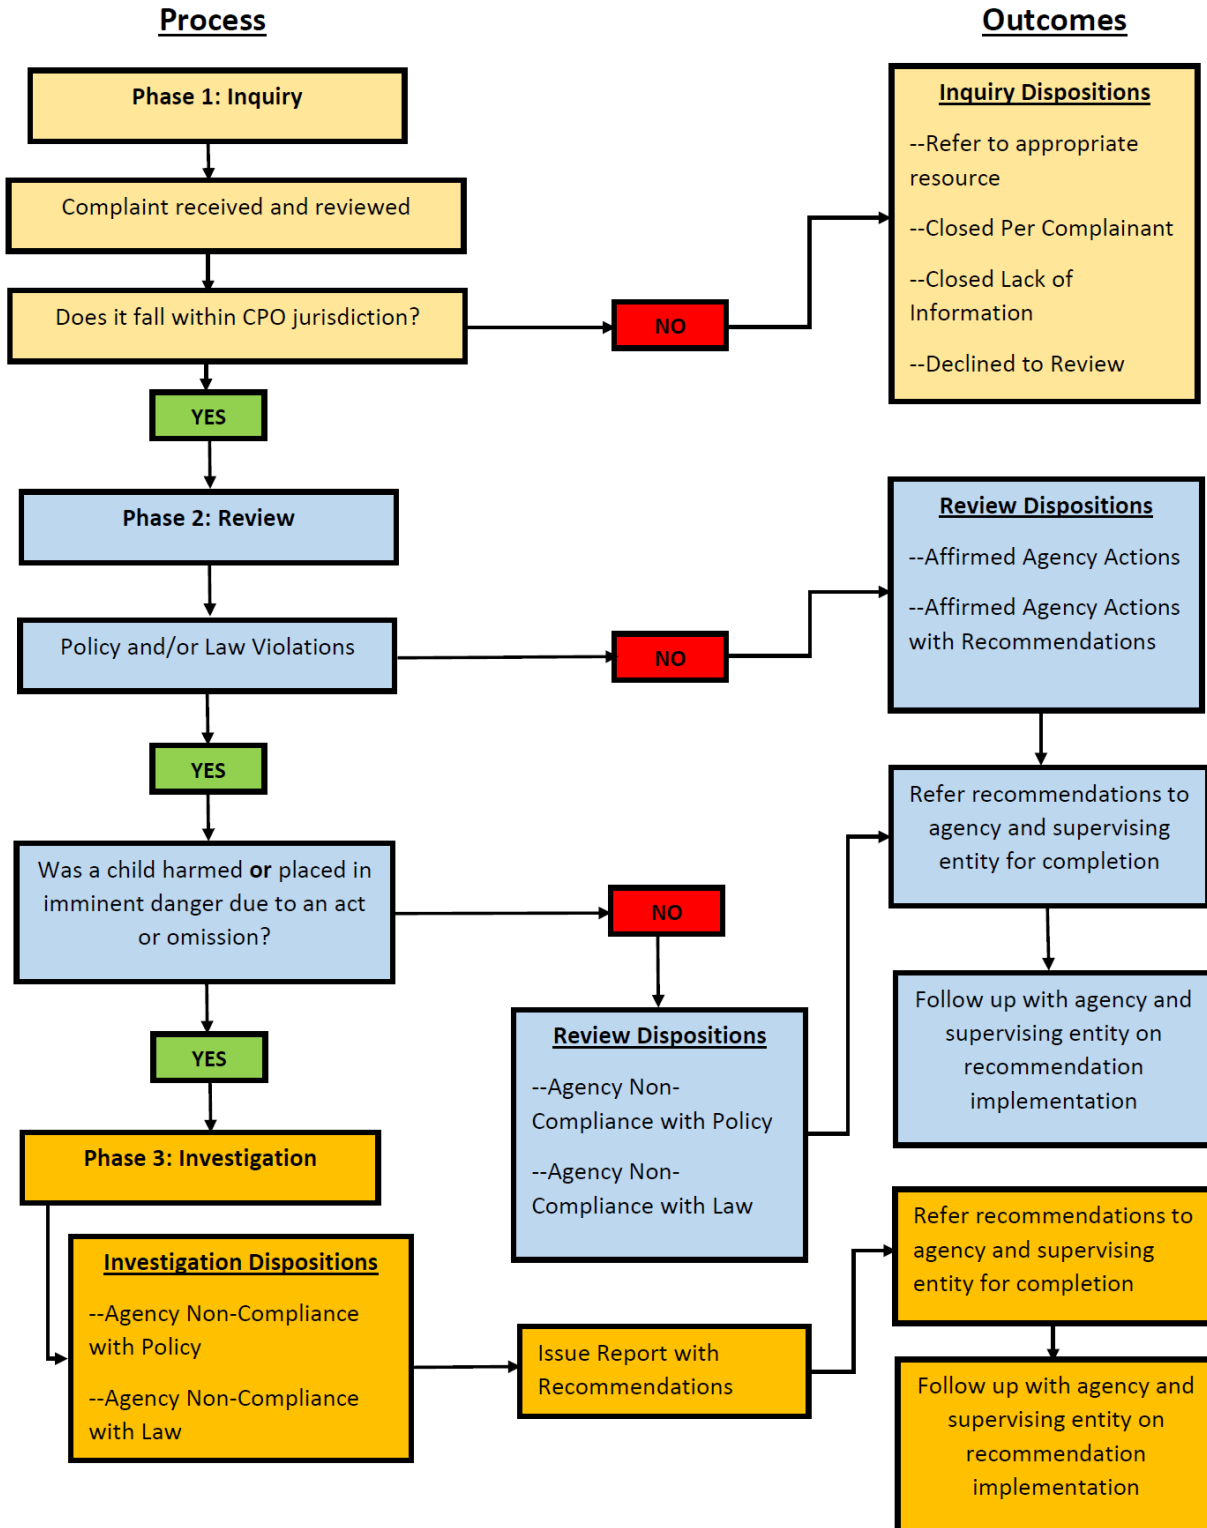 Process
Outcomes
Phase 1: Inquiry
Complaint received and reviewed
Does it fall within CPO jurisdiction?
NO
Inquiry Dispositions
--Refer to appropriate
resource
--Closed Per Complainant
--Closed Lack of
Information
--Declined to Review
YES
Phase 2: Review
Policy and/or Law Violations
NO
Review Dispositions
--Affirmed Agency Actions
--Affirmed Agency Actions
with Recommendations
YES
Was a child harmed or placed in
imminent danger due to an act
or omission?
NO
Refer recommendations to
agency and supervising
entity for completion
Review Dispositions
--Agency Non-
Compliance with Policy
--Agency Non-
Compliance with Law
Follow up with agency and
supervising entity on
recommendation
implementation
YES
Phase 3: Investigation
Investigation Dispositions
--Agency Non-Compliance
with Policy
--Agency Non-Compliance
with Law
Issue Report with
Recommendations
Refer recommendations to
agency and supervising
entity for completion
Follow up with agency and
supervising entity on
recommendation
implementation